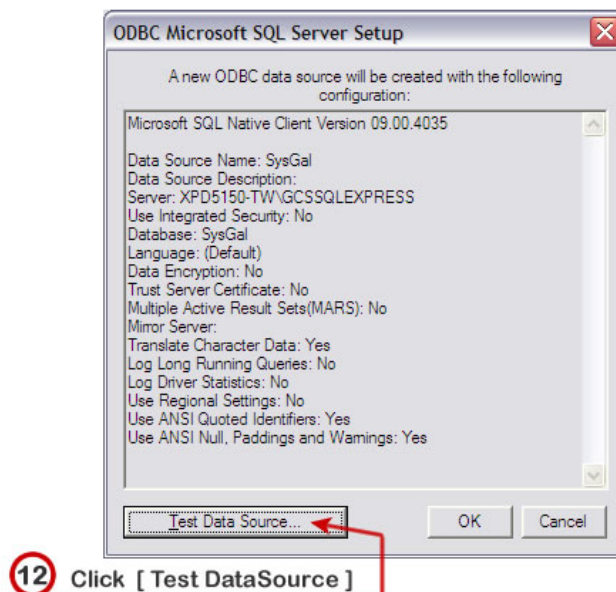 ODBC Microsoft SQL Server Setup
A new ODBC data source will be created with the following
configuration:
Microsoft SQL Native Client Version 09.00.4035
Data Source Name: SysGal
Data Source Description:
Server: XPD5150-TW\GCSSQLEXPRESS
Use Integrated Security: No
Database: SysGal
Language: (Default)
Data Encryption: No
Trust Server Certificate: No
Multiple Active Result Sets(MARS): No
Mirror Server:
Translate Character Data: Yes
Log Long Running Queries: No
Log Driver Statistics: No
Use Regional Settings: No
Use ANSI Quoted Identifiers: Yes
Use ANSI Null, Paddings and Warnings: Yes
Test Data Source... OK Cancel
12 Click [ Test DataSource ]